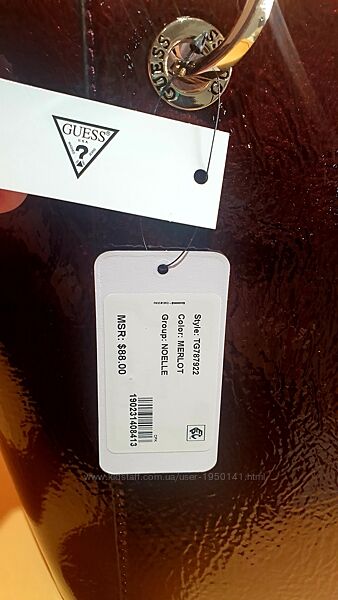 GUESS
GUESS
GUESS®
U.S.A.
?
Style: TG787922
Color: MERLOT
Group: NOELLE
190231408413
MSR: $88.00
www.kidstaff.com.ua/user-1950141.html